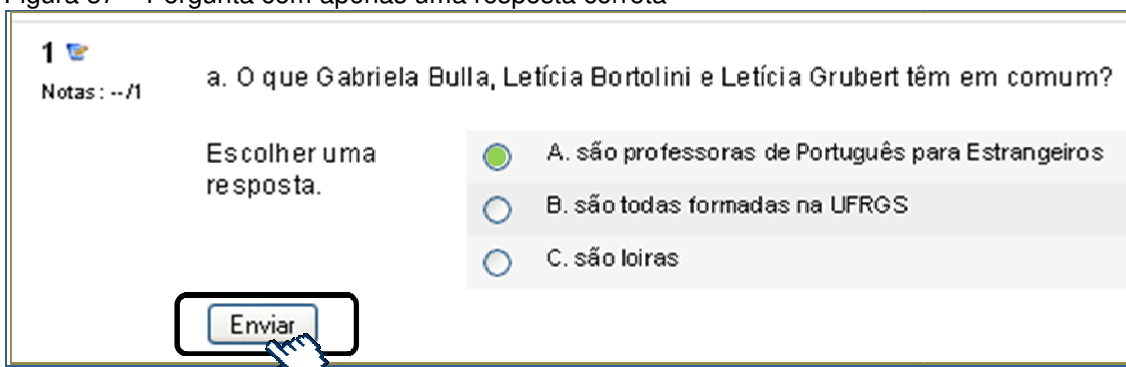 1
Notas: --/1
a. O que Gabriela Bulla, Letícia Bortolini e Letícia Grubert têm em comum?
Escolher uma
resposta.
A. são professoras de Português para Estrangeiros
B. são todas formadas na UFRGS
C. são loiras
Enviar